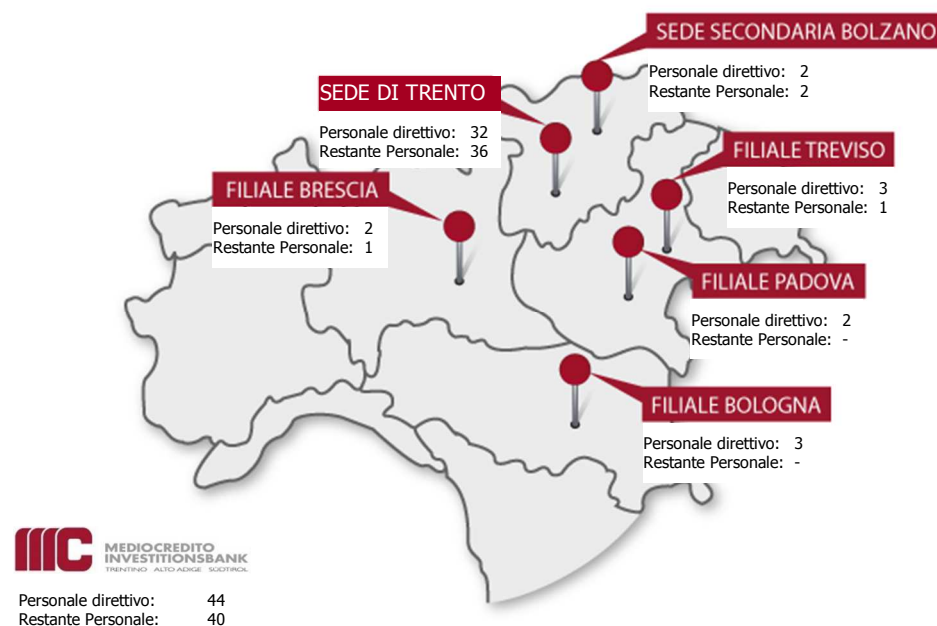 SEDE SECONDARIA BOLZANO
Personale direttivo: 2
Restante Personale: 2
SEDE DI TRENTO
Personale direttivo: 32
Restante Personale: 36
FILIALE TREVISO
Personale direttivo: 3
Restante Personale: 1
FILIALE BRESCIA
Personale direttivo: 2
Restante Personale: 1
FILIALE PADOVA
Personale direttivo: 2
Restante Personale: -
FILIALE BOLOGNA
Personale direttivo: 3
Restante Personale: -
MC MEDIOCREDITO
INVESTITIONSBANK
TRENTINO ALTO ADIGE SÜDTIROL
Personale direttivo: 44
Restante Personale: 40